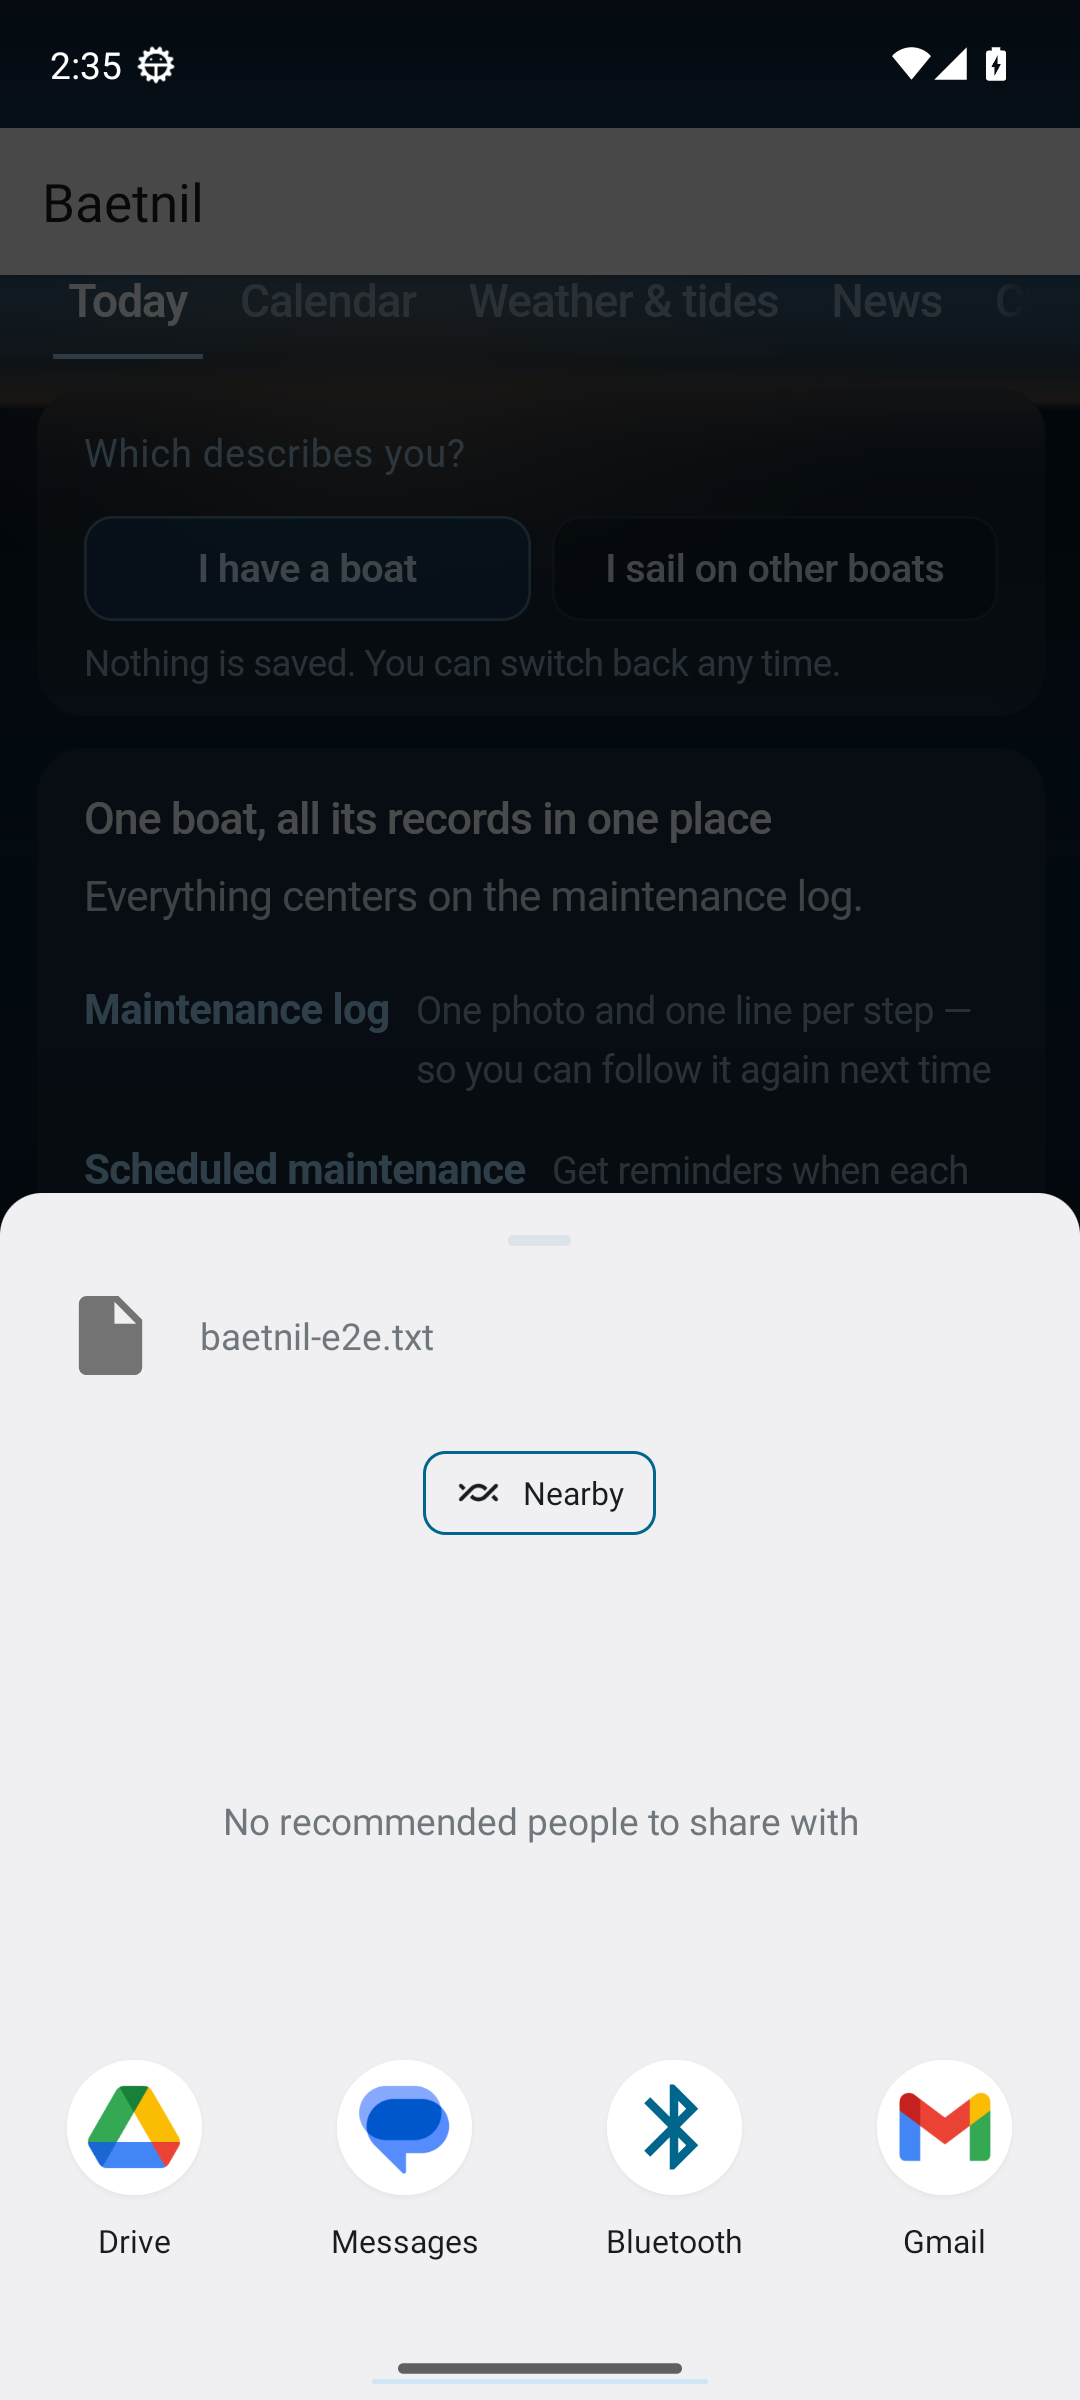 2:35
Baetnil
Today Calendar Weather & tides News C
Which describes you?
I have a boat I sail on other boats
Nothing is saved. You can switch back any time.
One boat, all its records in one place
Everything centers on the maintenance log.
Maintenance log One photo and one line per step —
so you can follow it again next time
Scheduled maintenance Get reminders when each
baetnil-e2e.txt
Nearby
No recommended people to share with
Drive Messages Bluetooth Gmail